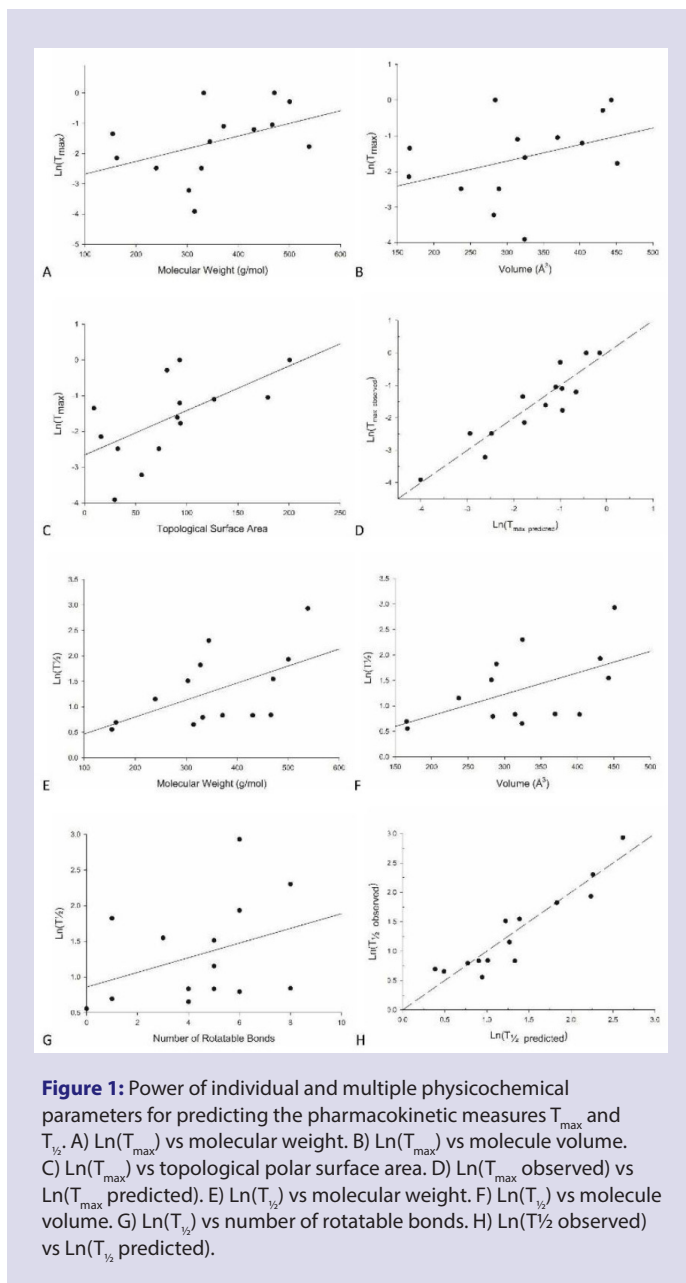 0
-1
-2
-3
-4
-5
Ln(Tmax)
100 200 300 400 500 600
A Molecular Weight (g/mol)
0
-1
-2
-3
-4
Ln(Tmax)
150 200 250 300 350 400 450 500
B Volume (Å3)
1
0
-1
-2
-3
-4
Ln(Tmax)
0 50 100 150 200 250
C Topological Surface Area
1
0
-1
-2
-3
-4
Ln(Tmax observed)
-4 -3 -2 -1 0 1
D Ln(Tmax predicted)
3.5
3.0
2.5
2.0
1.5
1.0
0.5
0.0
Ln(T½)
100 200 300 400 500 600
E Molecular Weight (g/mol)
3.5
3.0
2.5
2.0
1.5
1.0
0.5
0.0
Ln(T½)
150 200 250 300 350 400 450 500
F Volume (Å3)
3.0
2.5
2.0
1.5
1.0
0.5
Ln(T½)
0 2 4 6 8 10
G Number of Rotatable Bonds
3.0
2.5
2.0
1.5
1.0
0.5
0.0
Ln(T½ observed)
0.0 0.5 1.0 1.5 2.0 2.5 3.0
H Ln(T½ predicted)
Figure 1: Power of individual and multiple physicochemical
parameters for predicting the pharmacokinetic measures Tmax and
T½. A) Ln(Tmax) vs molecular weight. B) Ln(Tmax) vs molecule volume.
C) Ln(Tmax) vs topological polar surface area. D) Ln(Tmax observed) vs
Ln(Tmax predicted). E) Ln(T½) vs molecular weight. F) Ln(T½) vs molecule
volume. G) Ln(T½) vs number of rotatable bonds. H) Ln(T½ observed)
vs Ln(T½ predicted).